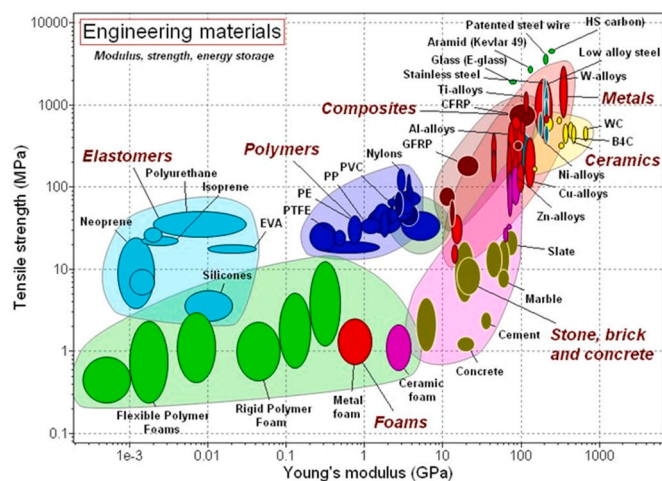 Engineering materials
Modulus, strength, energy storage
Patented steel wire
HS carbon)
Aramid (Kevlar 49)
Glass (E-glass)
Low alloy steel
Stainless steel
W-alloys
Ti-alloys
Metals
Composites
CFRP
Al-alloys
WC
GFRP
B4C
Ceramics
Elastomers
Polymers
Nylons
Ni-alloys
Polyurethane
Isoprene
PVC
Cu-alloys
PP
PE
Zn-alloys
Neoprene
EVA
PTFE
Slate
Silicones
Marble
Stone, brick
and concrete
Cement
Concrete
Flexible Polymer
Foams
Rigid Polymer
Foam
Metal
foam
Foams
Ceramic
foam
Tensile strength (MPa)
10000
1000
100
10
1
0.1
1e-3
0.01
0.1
1
10
100
1000
Young's modulus (GPa)